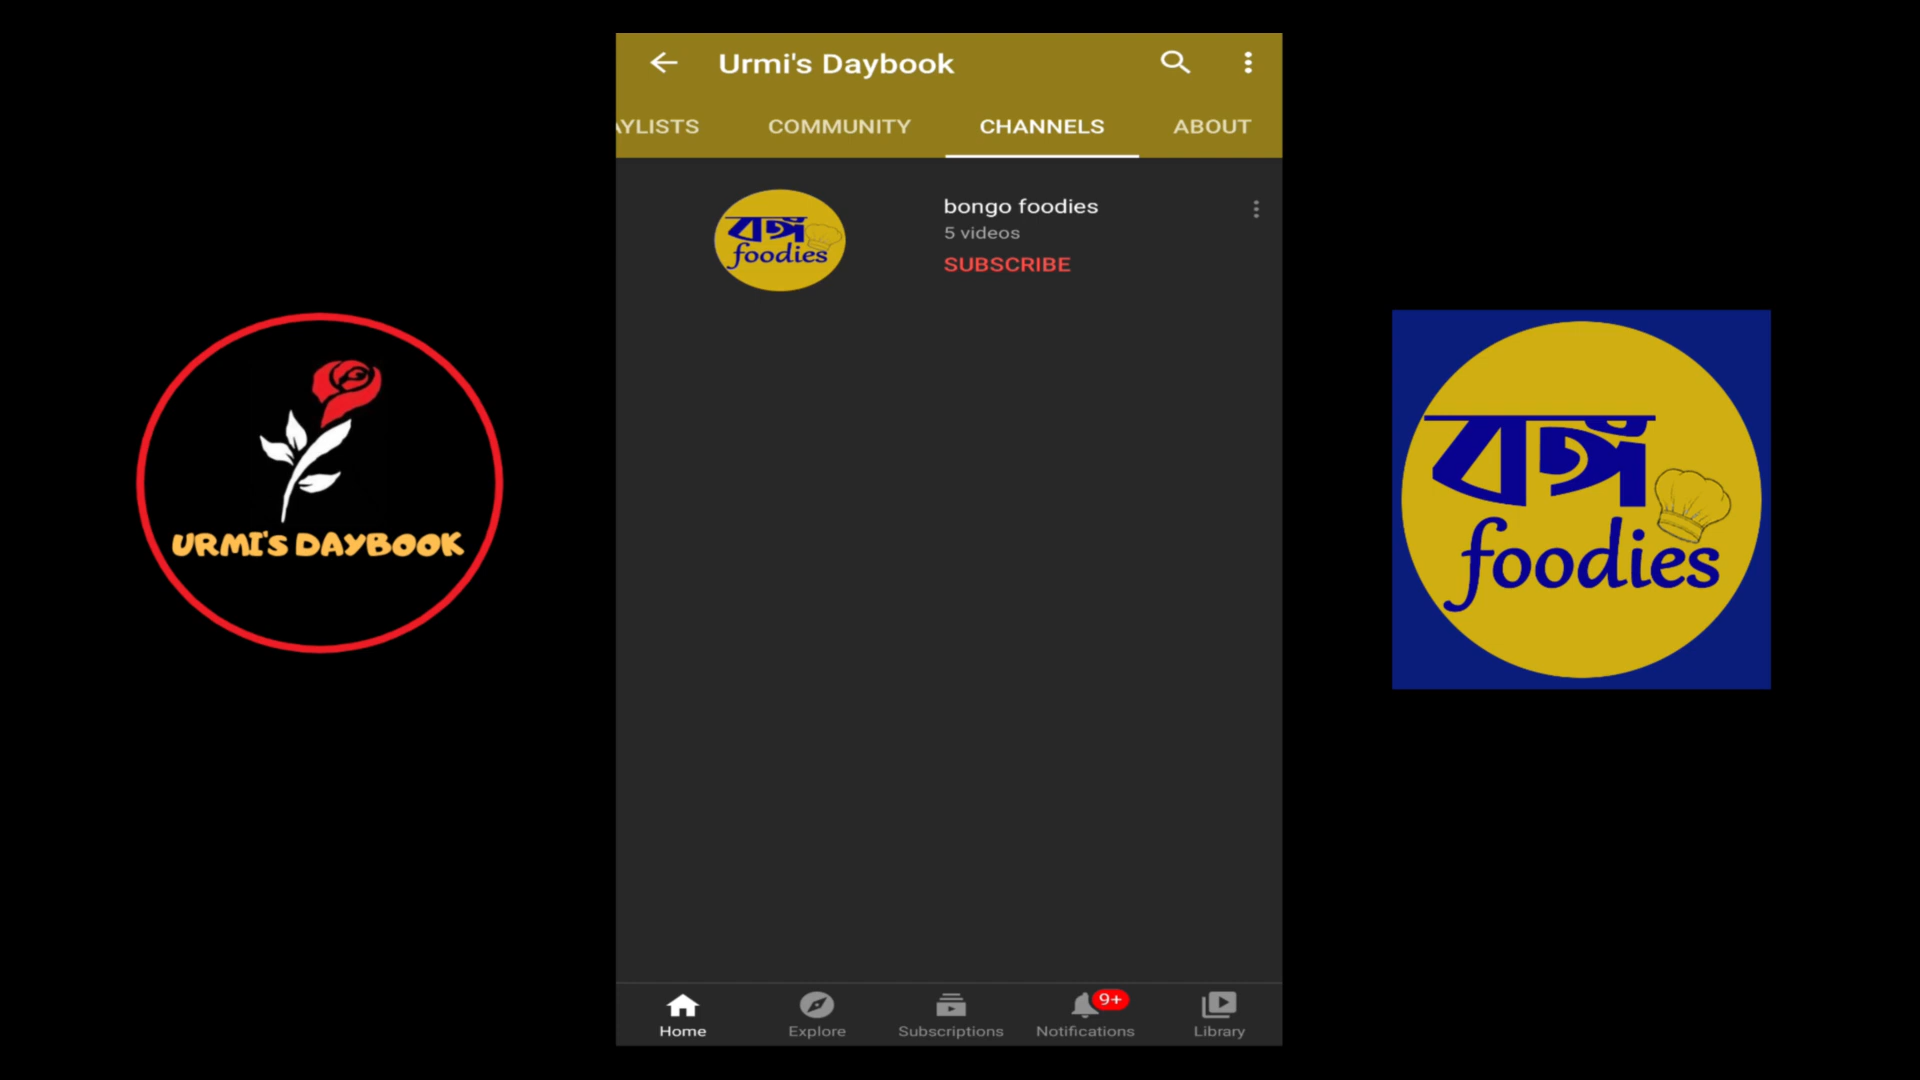 Urmi's Daybook
AYLISTS COMMUNITY CHANNELS ABOUT
বঙ্গ
foodies
bongo foodies
5 videos
SUBSCRIBE
URMI'S DAYBOOK
বঙ্গ
foodies
9+
Home Explore Subscriptions Notifications Library